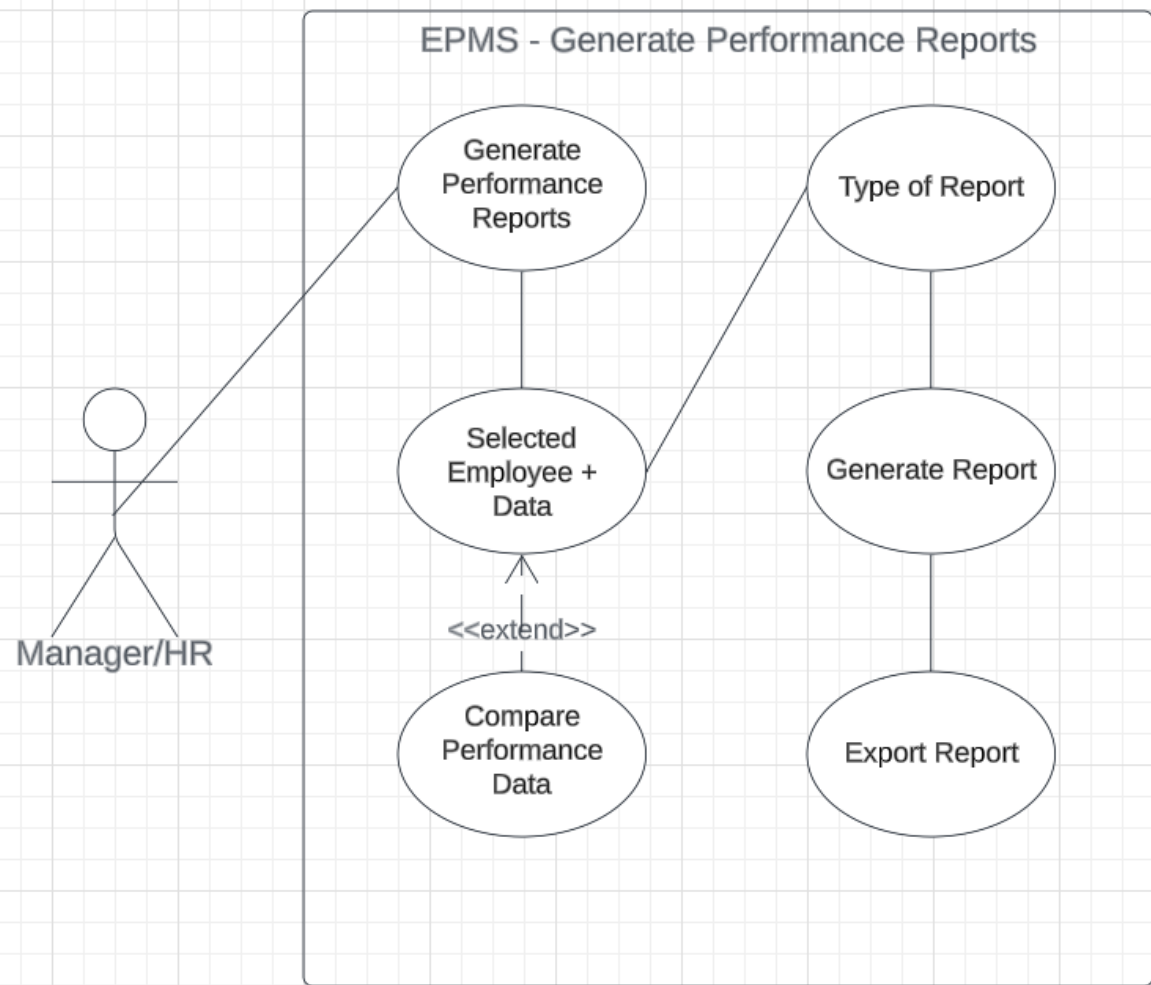 EPMS - Generate Performance Reports
Generate
Performance
Reports
Type of Report
Selected
Employee +
Data
Generate Report
<<extend>>
Manager/HR
Compare
Performance
Data
Export Report